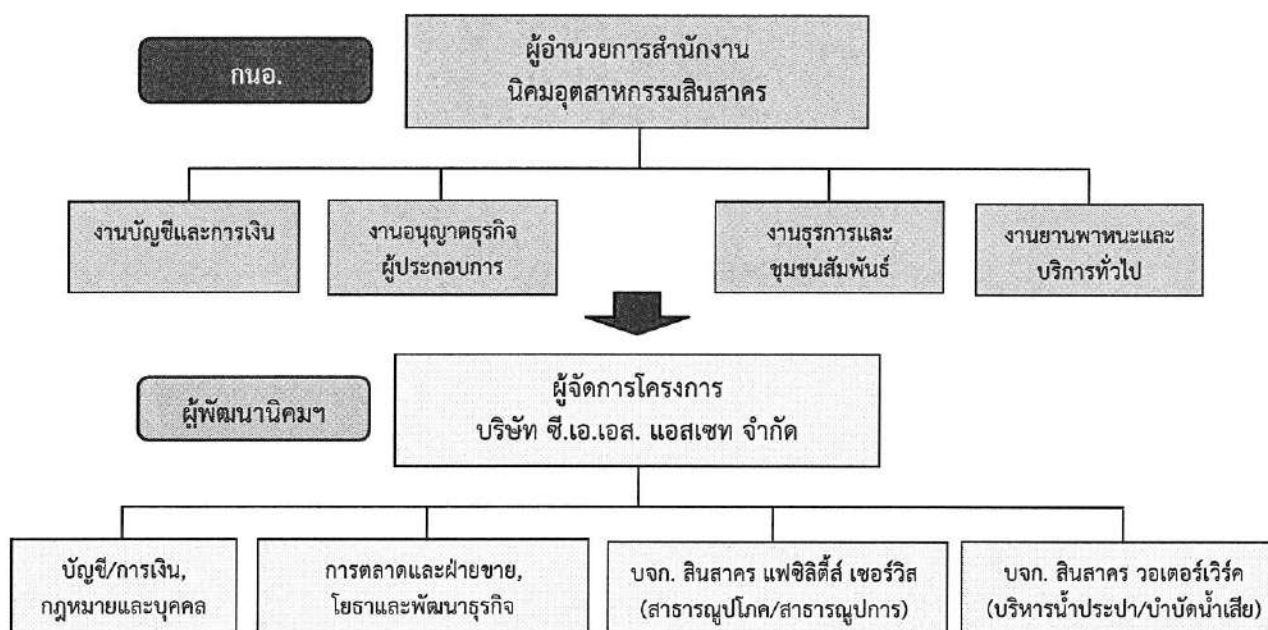 กนอ.
ผู้อำนวยการสำนักงาน
นิคมอุตสาหกรรมสินสาคร
งานบัญชีและการเงิน
งานอนุญาตธุรกิจ
ผู้ประกอบการ
งานธุรการและ
ชุมชนสัมพันธ์
งานยานพาหนะและ
บริการทั่วไป
ผู้พัฒนานิคมฯ
ผู้จัดการโครงการ
บริษัท ซี.เอ.เอส. แอสเซท จำกัด
บัญชี/การเงิน,
กฎหมายและบุคคล
การตลาดและฝ่ายขาย,
โยธาและพัฒนาธุรกิจ
บจก. สินสาคร แฟซิลิตี้ส์ เซอร์วิส
(สาธารณูปโภค/สาธารณูปการ)
บจก. สินสาคร วอเตอร์เวิร์ค
(บริหารน้ำประปา/บำบัดน้ำเสีย)